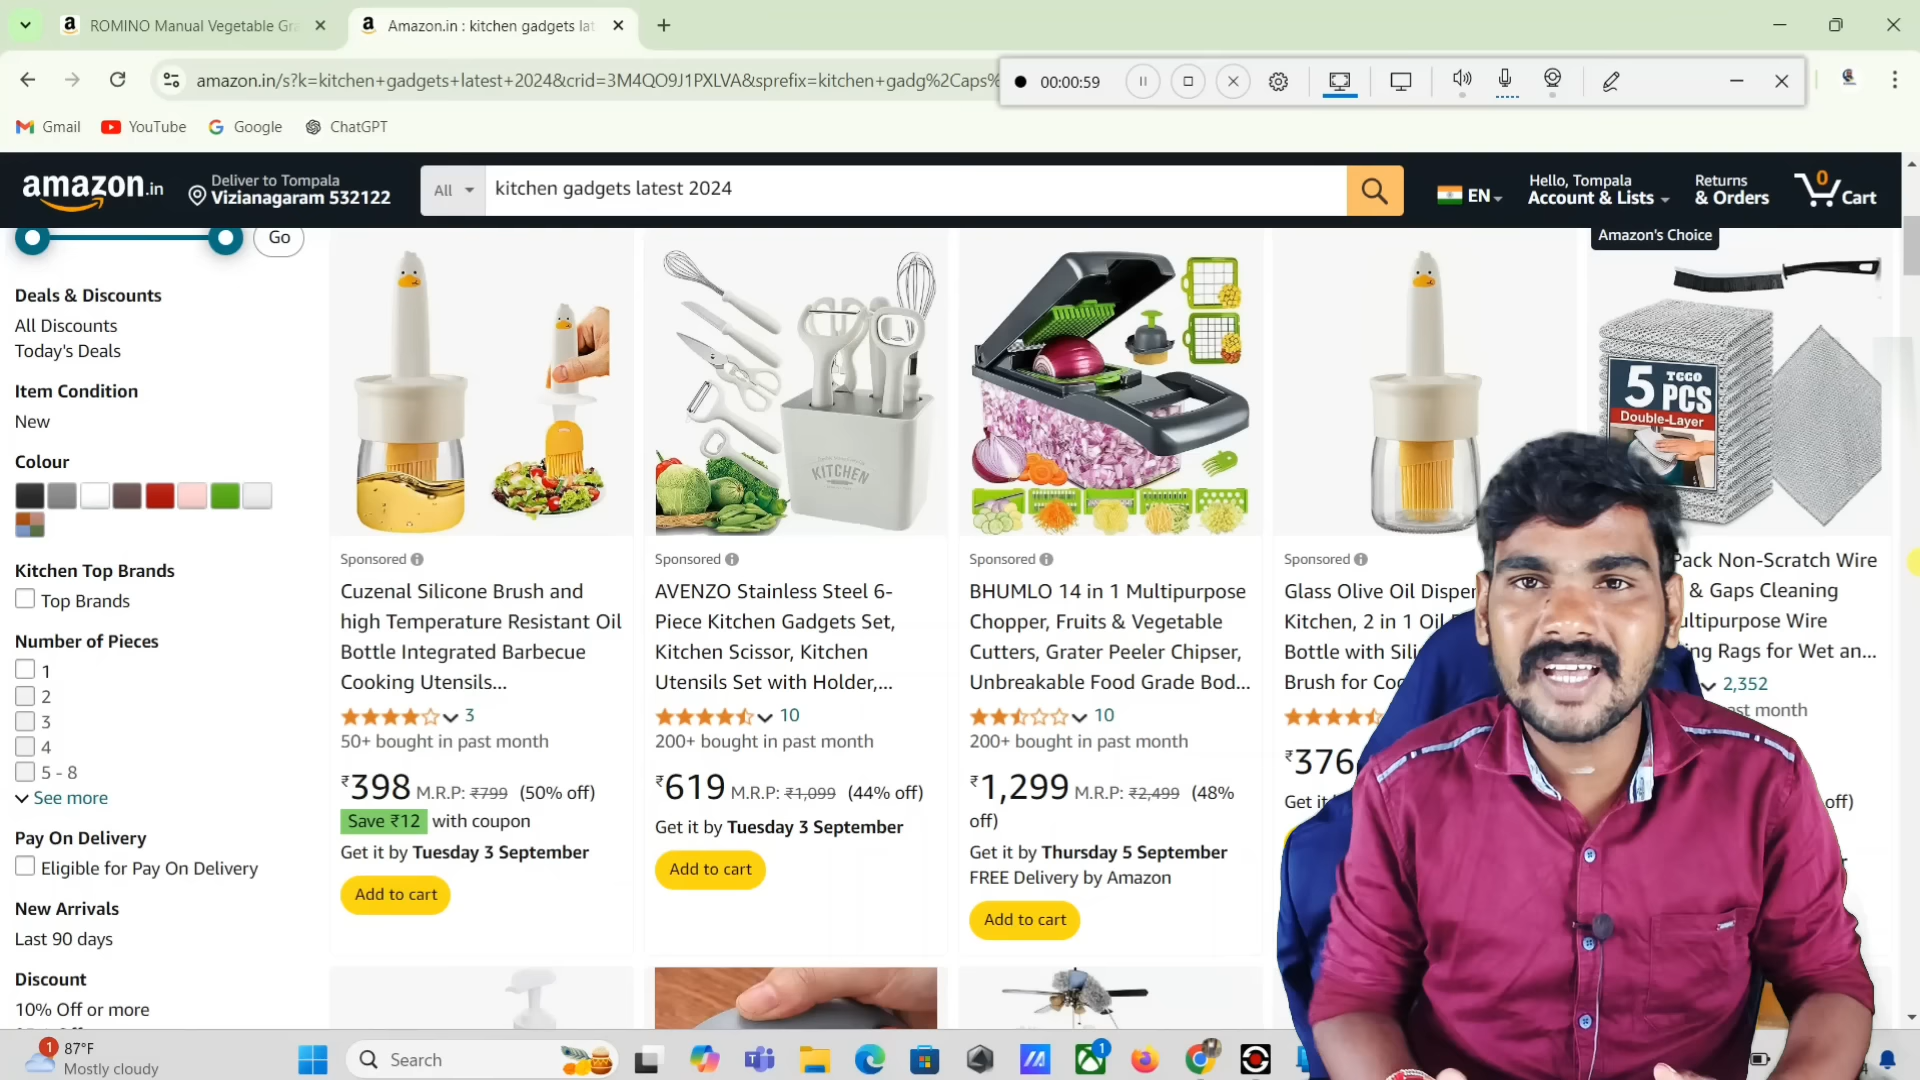 ROMINO Manual Vegetable Gra
Amazon.in : kitchen gadgets lat
amazon.in/s?k=kitchen+gadgets+latest+2024&crid=3M4QO9J1PXLVA&sprefix=kitchen+gadg%2Caps%
00:00:59
Gmail
YouTube
Google
ChatGPT
amazon.in
Deliver to Tompala
Vizianagaram 532122
All
kitchen gadgets latest 2024
EN
Hello, Tompala
Account & Lists
Returns
& Orders
0
Cart
Go
Deals & Discounts
All Discounts
Today's Deals
Item Condition
New
Colour
Kitchen Top Brands
Top Brands
Number of Pieces
1
2
3
4
5 - 8
See more
Pay On Delivery
Eligible for Pay On Delivery
New Arrivals
Last 90 days
Discount
10% Off or more
Sponsored
Cuzenal Silicone Brush and
high Temperature Resistant Oil
Bottle Integrated Barbecue
Cooking Utensils...
3
50+ bought in past month
₹398 M.R.P: ₹799 (50% off)
Save ₹12 with coupon
Get it by Tuesday 3 September
Add to cart
KITCHEN
Sponsored
AVENZO Stainless Steel 6-
Piece Kitchen Gadgets Set,
Kitchen Scissor, Kitchen
Utensils Set with Holder,...
10
200+ bought in past month
₹619 M.R.P: ₹1,099 (44% off)
Get it by Tuesday 3 September
Add to cart
Sponsored
BHUMLO 14 in 1 Multipurpose
Chopper, Fruits & Vegetable
Cutters, Grater Peeler Chipser,
Unbreakable Food Grade Bod...
10
200+ bought in past month
₹1,299 M.R.P: ₹2,499 (48%
off)
Get it by Thursday 5 September
FREE Delivery by Amazon
Add to cart
Sponsored
Glass Olive Oil Disper
Kitchen, 2 in 1 Oil
Bottle with Sili
Brush for Coo
₹376
Get it
Amazon's Choice
5 TCGO
PCS
Double-Layer
Pack Non-Scratch Wire
& Gaps Cleaning
ultipurpose Wire
ing Rags for Wet an...
2,352
ast month
off)
1
87°F
Mostly cloudy
Search
1